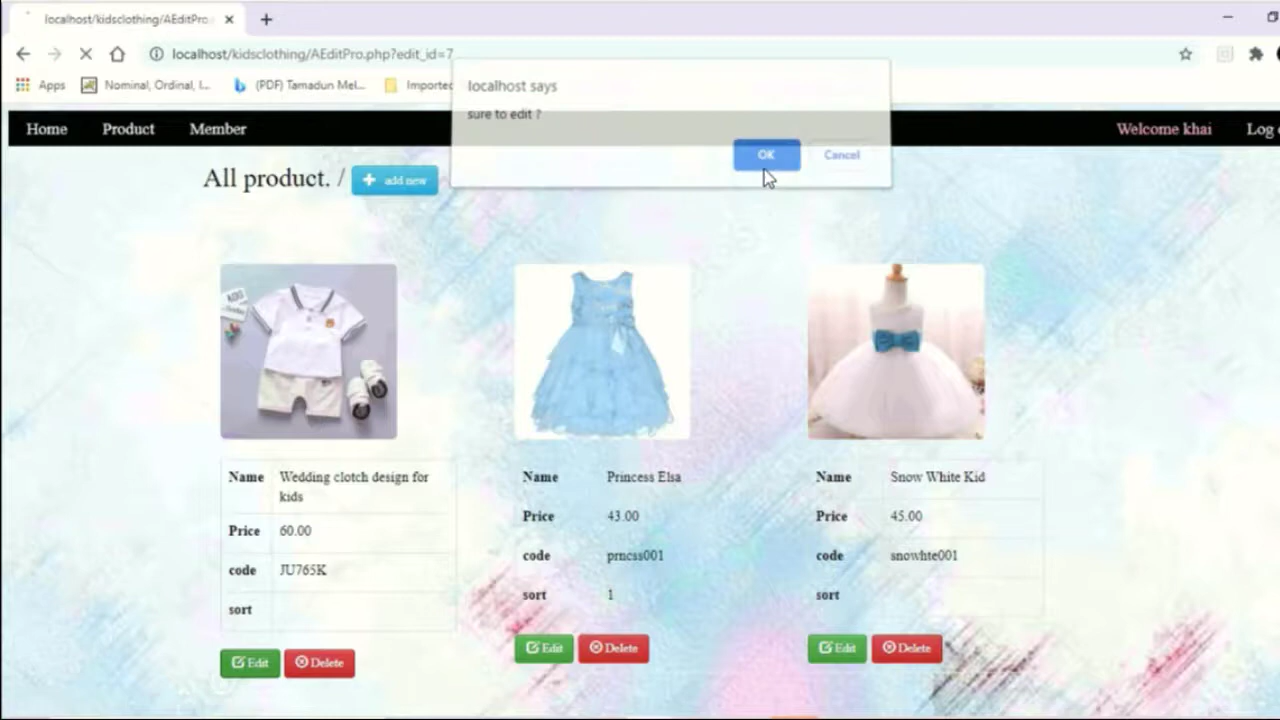 localhost/kidsclothing/AEditPro.
localhost/kidsclothing/AEditPro.php?edit_id=7
Apps
Nominal, Ordinal, I...
(PDF) Tamadun Mel...
Imported
localhost says
sure to edit ?
OK
Cancel
Home
Product
Member
Welcome khai
Log
All product. /
add new
Name
Wedding clotch design for
kids
Price
60.00
code
JU765K
sort
Edit
Delete
Name
Princess Elsa
Price
43.00
code
prncss001
sort
1
Edit
Delete
Name
Snow White Kid
Price
45.00
code
snowhte001
sort
Edit
Delete